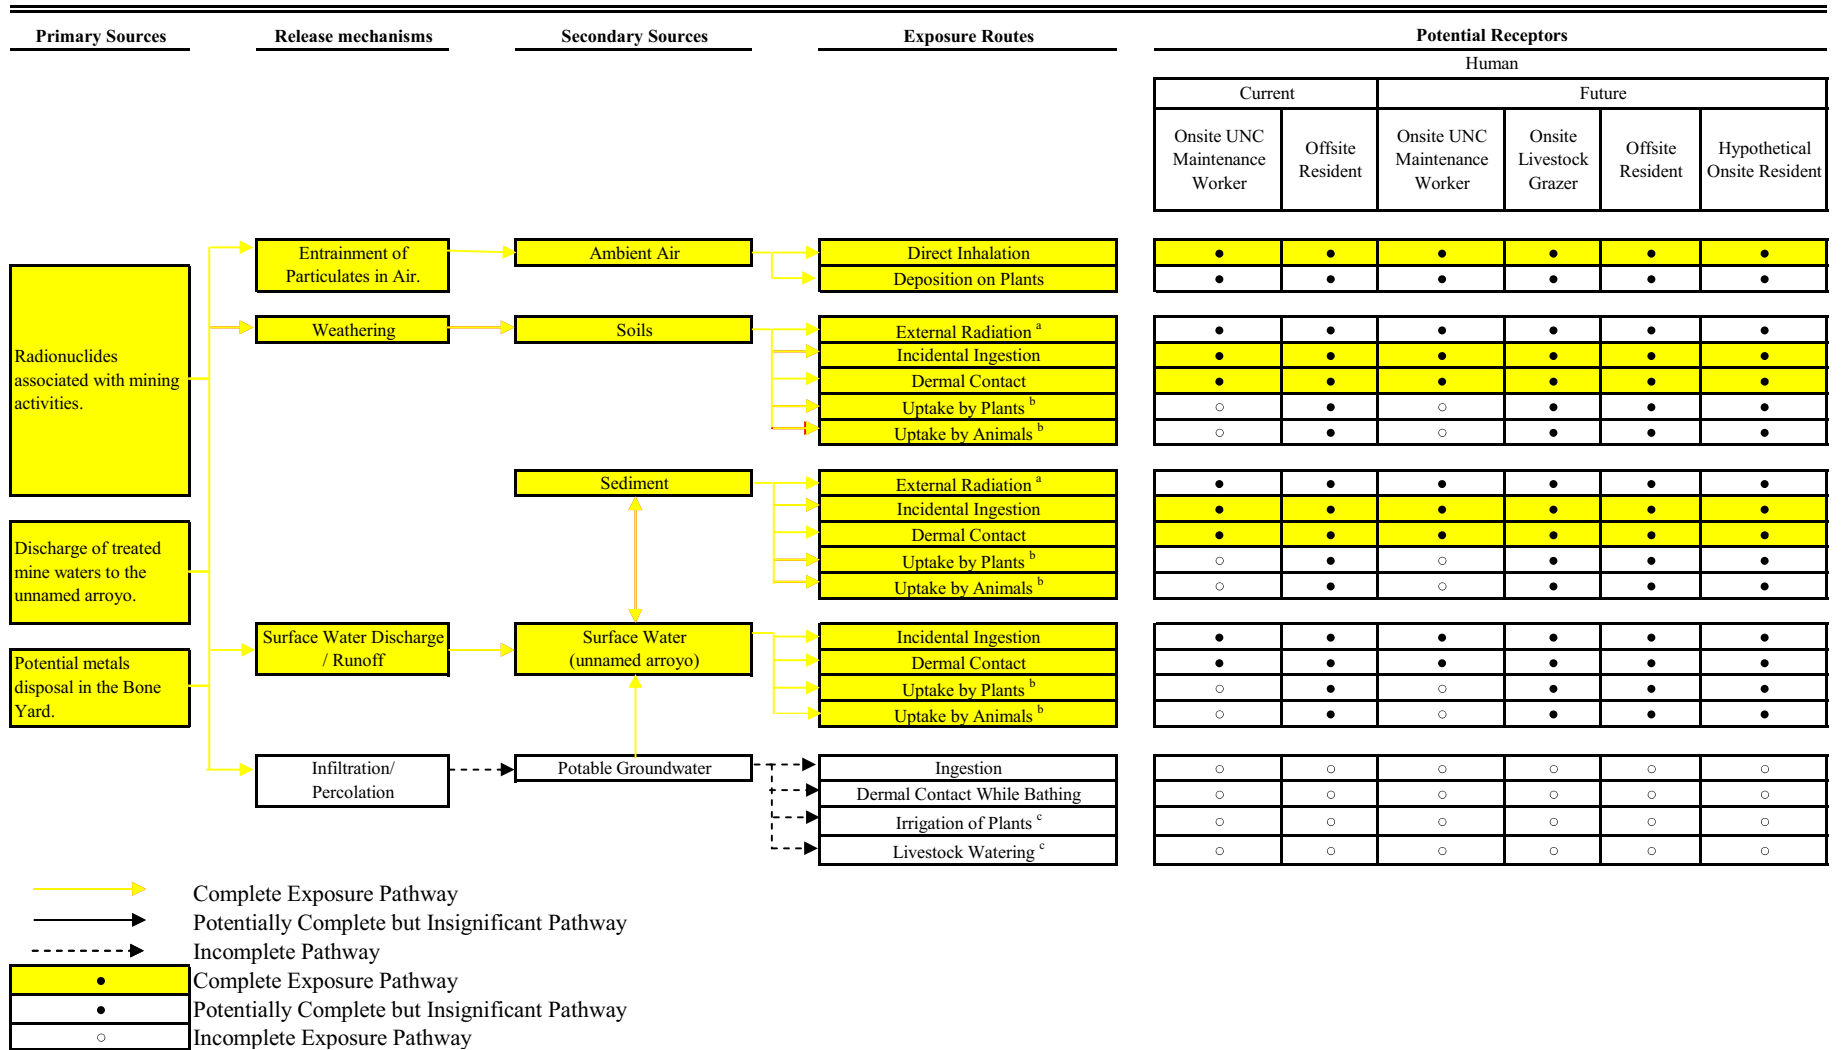 Primary Sources
Release mechanisms
Secondary Sources
Exposure Routes
Potential Receptors
Human
Current
Future
Onsite UNC
Maintenance
Worker
Offsite
Resident
Onsite UNC
Maintenance
Worker
Onsite
Livestock
Grazer
Offsite
Resident
Hypothetical
Onsite Resident
Radionuclides
associated with mining
activities.
Discharge of treated
mine waters to the
unnamed arroyo.
Potential metals
disposal in the Bone
Yard.
Entrainment of
Particulates in Air.
Ambient Air
Direct Inhalation
Deposition on Plants
Weathering
Soils
External Radiation a
Incidental Ingestion
Dermal Contact
Uptake by Plants b
Uptake by Animals b
Sediment
External Radiation a
Incidental Ingestion
Dermal Contact
Uptake by Plants b
Uptake by Animals b
Surface Water Discharge
/ Runoff
Surface Water
(unnamed arroyo)
Incidental Ingestion
Dermal Contact
Uptake by Plants b
Uptake by Animals b
Infiltration/
Percolation
Potable Groundwater
Ingestion
Dermal Contact While Bathing
Irrigation of Plants c
Livestock Watering c
Complete Exposure Pathway
Potentially Complete but Insignificant Pathway
Incomplete Pathway
Complete Exposure Pathway
Potentially Complete but Insignificant Pathway
Incomplete Exposure Pathway